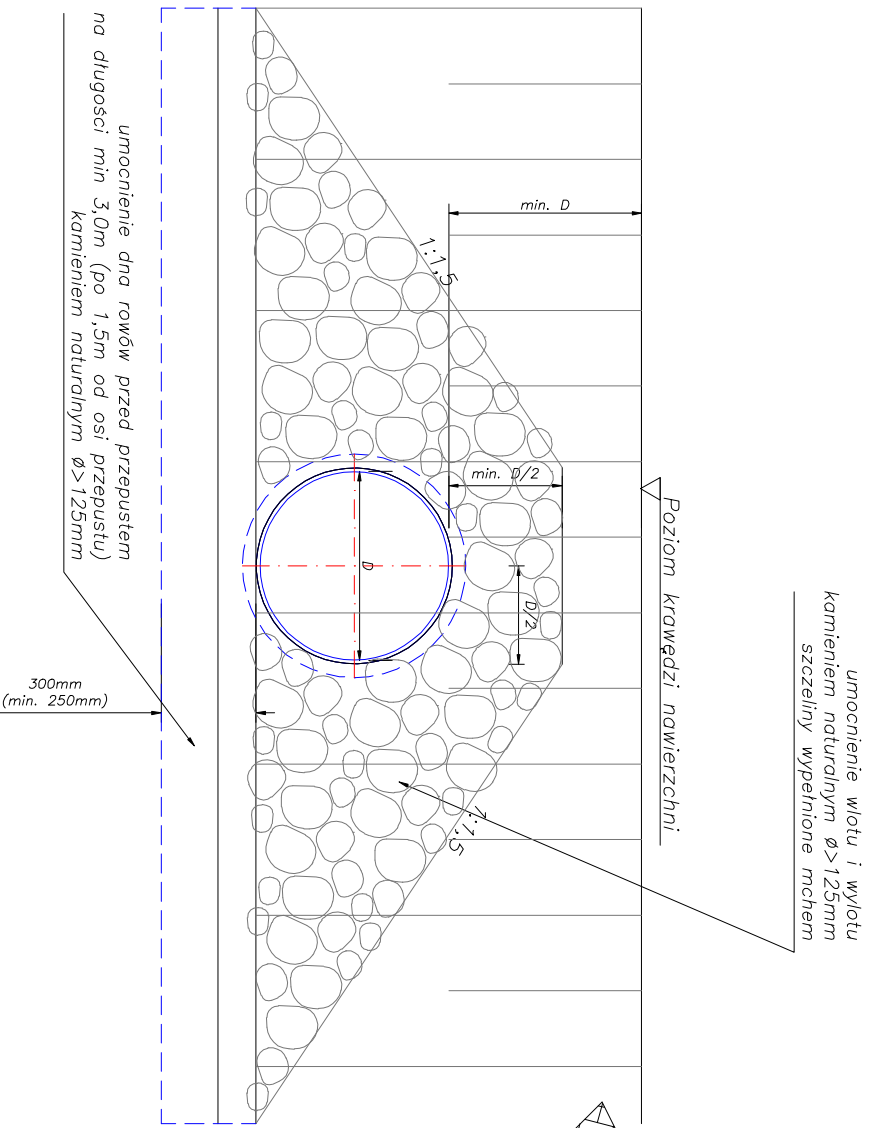 umocnienie wlotu i wylotu
kamieniem naturalnym ø>125mm
szczeliny wypełnione mchem
Poziom krawędzi nawierzchni
min. D
1:1,5
min. D/2
D/2
D
1:1,5
umocnienie dna rowów przed przepustem
na długości min 3,0m (po 1,5m od osi przepustu)
kamieniem naturalnym ø>125mm
300mm
(min. 250mm)